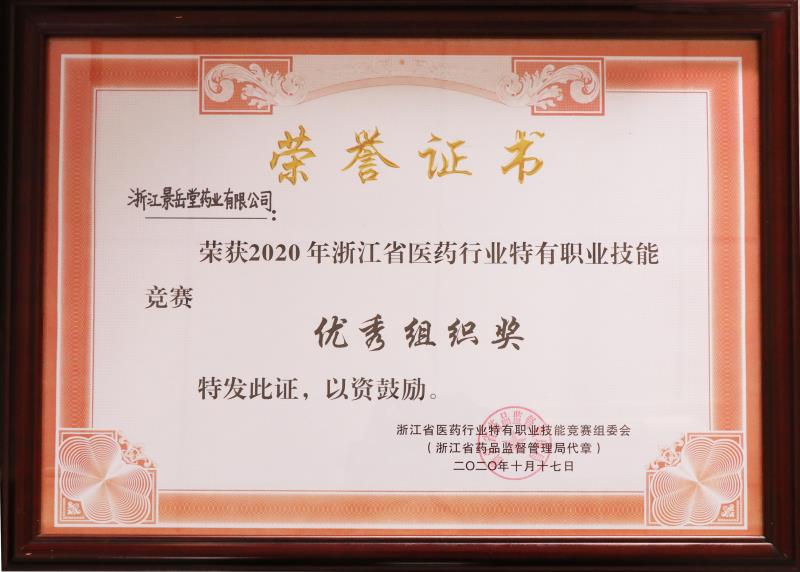 荣誉证书
浙江景岳堂药业有限公司:
荣获2020年浙江省医药行业特有职业技能
竞赛
优秀组织奖
特发此证，以资鼓励。
浙江省医药行业特有职业技能竞赛组委会
（浙江省药品监督管理局代章）
二〇二〇年十月十七日